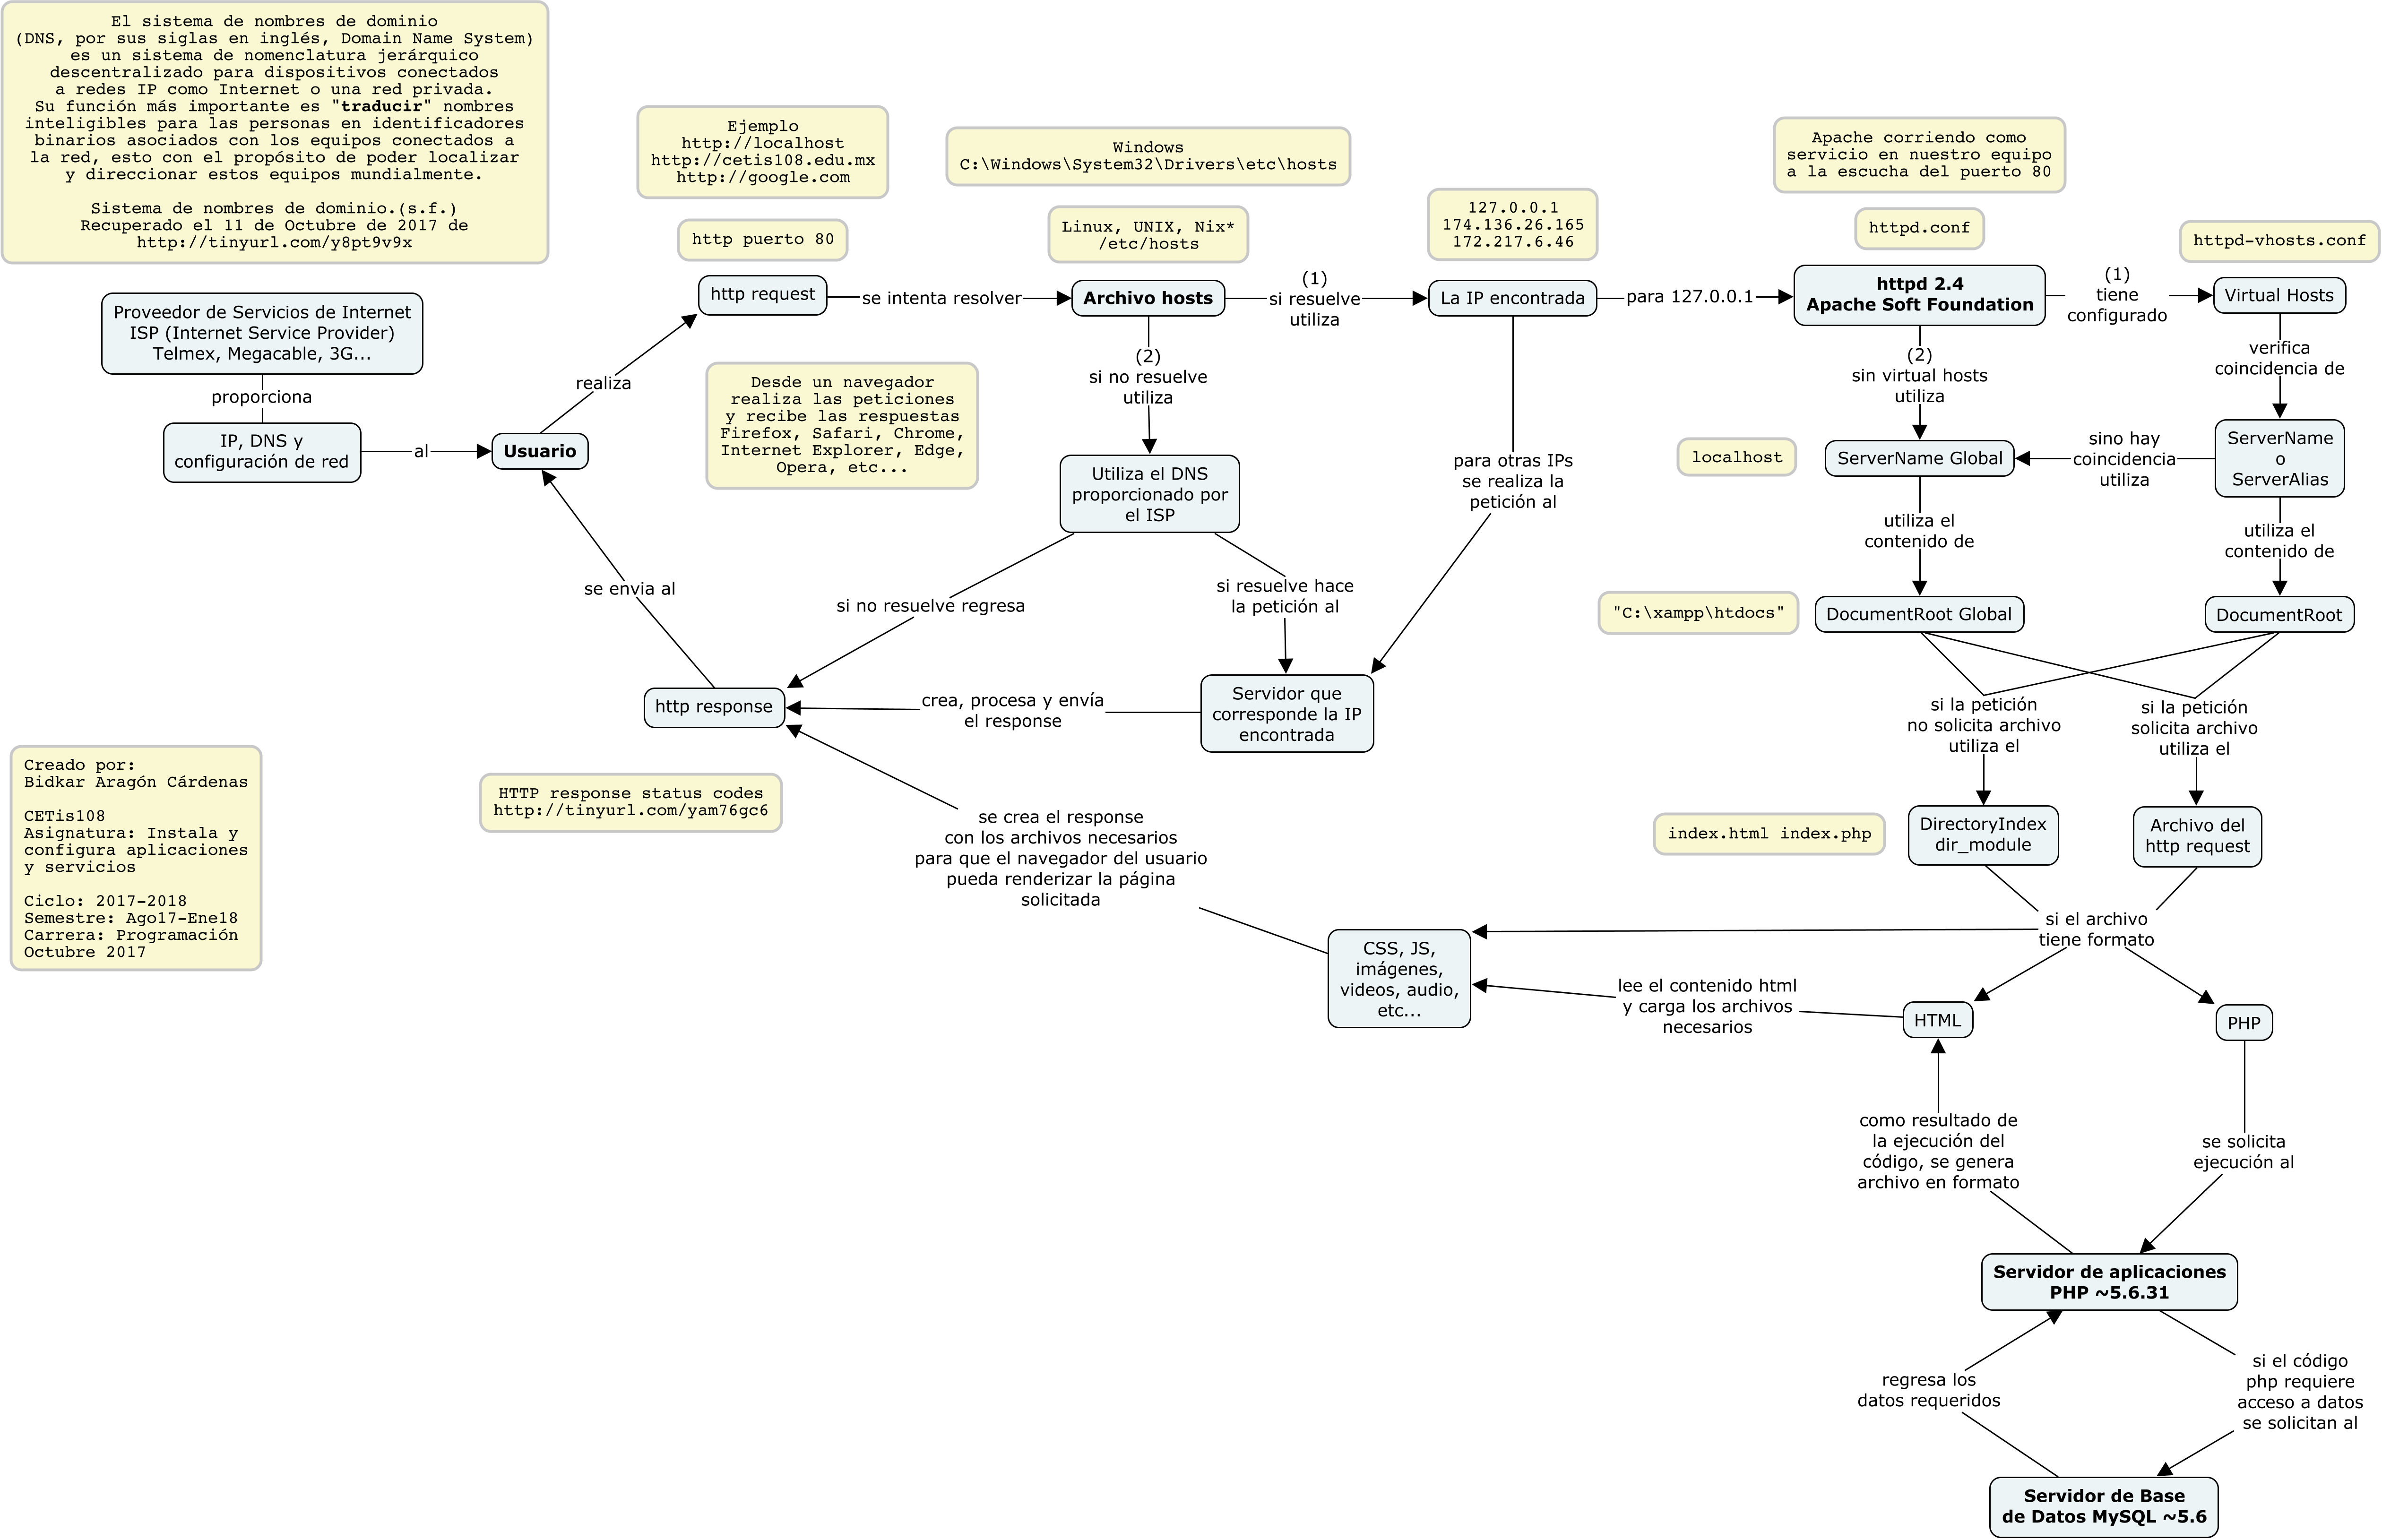 El sistema de nombres de dominio
(DNS, por sus siglas en inglés, Domain Name System)
es un sistema de nomenclatura jerárquico
descentralizado para dispositivos conectados
a redes IP como Internet o una red privada.
Su función más importante es "traducir" nombres
inteligibles para las personas en identificadores
binarios asociados con los equipos conectados a
la red, esto con el propósito de poder localizar
y direccionar estos equipos mundialmente.
Sistema de nombres de dominio.(s.f.)
Recuperado el 11 de Octubre de 2017 de
http://tinyurl.com/y8pt9v9x
Proveedor de Servicios de Internet
ISP (Internet Service Provider)
Telmex, Megacable, 3G...
proporciona
IP, DNS y
configuración de red
al
Usuario
realiza
Ejemplo
http://localhost
http://cetis108.edu.mx
http://google.com
http puerto 80
http request
se intenta resolver
Windows
C:\Windows\System32\Drivers\etc\hosts
Linux, UNIX, Nix*
/etc/hosts
Archivo hosts
(1)
si resuelve
utiliza
127.0.0.1
174.136.26.165
172.217.6.46
La IP encontrada
para 127.0.0.1
Apache corriendo como
servicio en nuestro equipo
a la escucha del puerto 80
httpd.conf
httpd 2.4
Apache Soft Foundation
(1)
tiene
configurado
httpd-vhosts.conf
Virtual Hosts
verifica
coincidencia de
ServerName
o
ServerAlias
sino hay
coincidencia
utiliza
(2)
sin virtual hosts
utiliza
localhost
ServerName Global
utiliza el
contenido de
utiliza el
contenido de
"C:\xampp\htdocs"
DocumentRoot Global
DocumentRoot
Desde un navegador
realiza las peticiones
y recibe las respuestas
Firefox, Safari, Chrome,
Internet Explorer, Edge,
Opera, etc...
(2)
si no resuelve
utiliza
Utiliza el DNS
proporcionado por
el ISP
para otras IPs
se realiza la
petición al
si no resuelve regresa
si resuelve hace
la petición al
se envia al
http response
crea, procesa y envía
el response
Servidor que
corresponde la IP
encontrada
HTTP response status codes
http://tinyurl.com/yam76gc6
Creado por:
Bidkar Aragón Cárdenas
CETis108
Asignatura: Instala y
configura aplicaciones
y servicios
Ciclo: 2017-2018
Semestre: Ago17-Ene18
Carrera: Programación
Octubre 2017
si la petición
no solicita archivo
utiliza el
si la petición
solicita archivo
utiliza el
index.html index.php
DirectoryIndex
dir_module
Archivo del
http request
se crea el response
con los archivos necesarios
para que el navegador del usuario
pueda renderizar la página
solicitada
si el archivo
tiene formato
CSS, JS,
imágenes,
videos, audio,
etc...
lee el contenido html
y carga los archivos
necesarios
HTML
PHP
como resultado de
la ejecución del
código, se genera
archivo en formato
se solicita
ejecución al
Servidor de aplicaciones
PHP ~5.6.31
regresa los
datos requeridos
si el código
php requiere
acceso a datos
se solicitan al
Servidor de Base
de Datos MySQL ~5.6